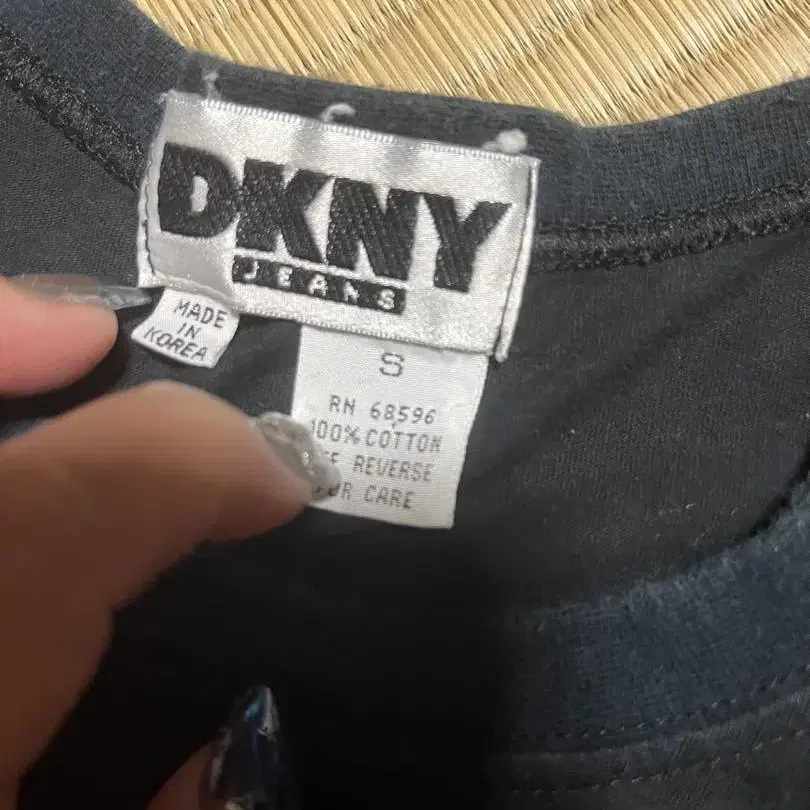 DKNY
JEANS
MADE
IN
KOREA
S
RN 68596
100% COTTON
REVERSE
CARE